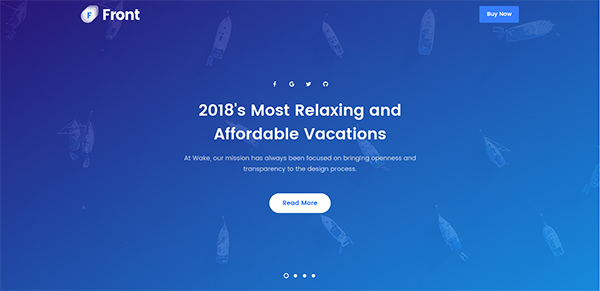 F Front
Buy Now
2018's Most Relaxing and
Affordable Vacations
At Wake, our mission has always been focused on bringing openness and
transparency to the design process.
Read More